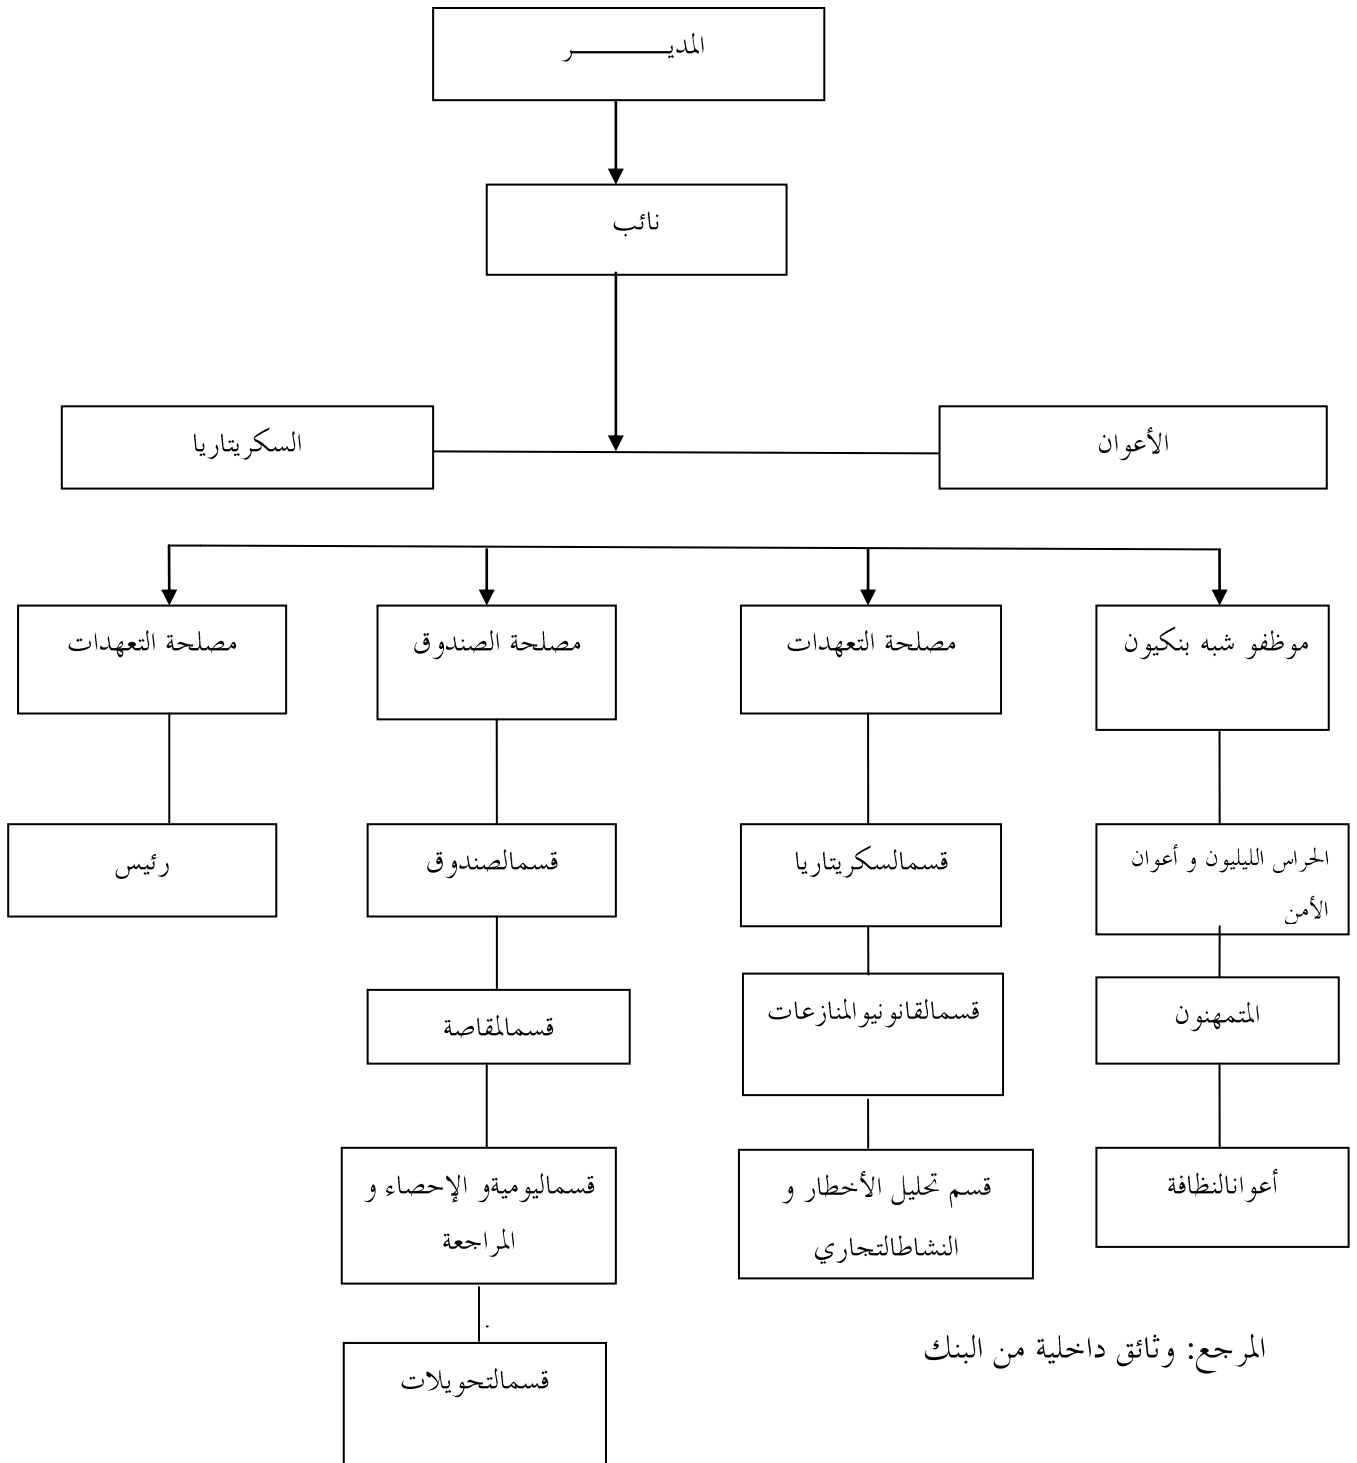 المديـــــــــر
نائب
الأعوان
السكريتاريا
موظفو شبه بنكيون
مصلحة التعهدات
مصلحة الصندوق
مصلحة التعهدات
الحراس الليليون و أعوان
الأمن
قسمالسكريتاريا
قسمالصندوق
رئيس
المتمهنون
قسمالقانونيوالمنازعات
قسمالمقاصة
أعوانالنظافة
قسم تحليل الأخطار و
النشاطالتجاري
قسماليوميةو الإحصاء و
المراجعة
.
قسمالتحويلات
المرجع: وثائق داخلية من البنك